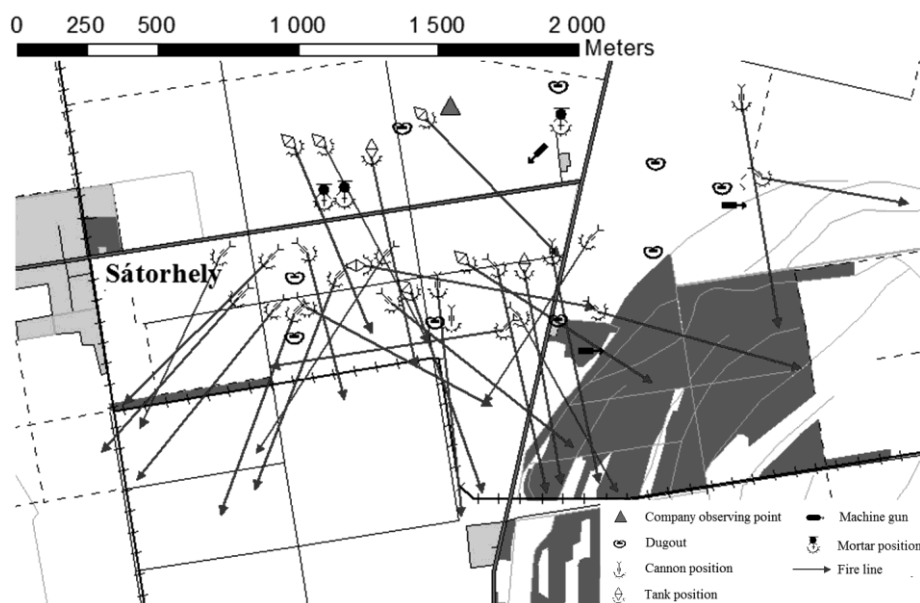 0 250 500 1 000 1 500 2 000
Meters
Sátorhely
Company observing point
Machine gun
Dugout
Mortar position
Cannon position
Fire line
Tank position